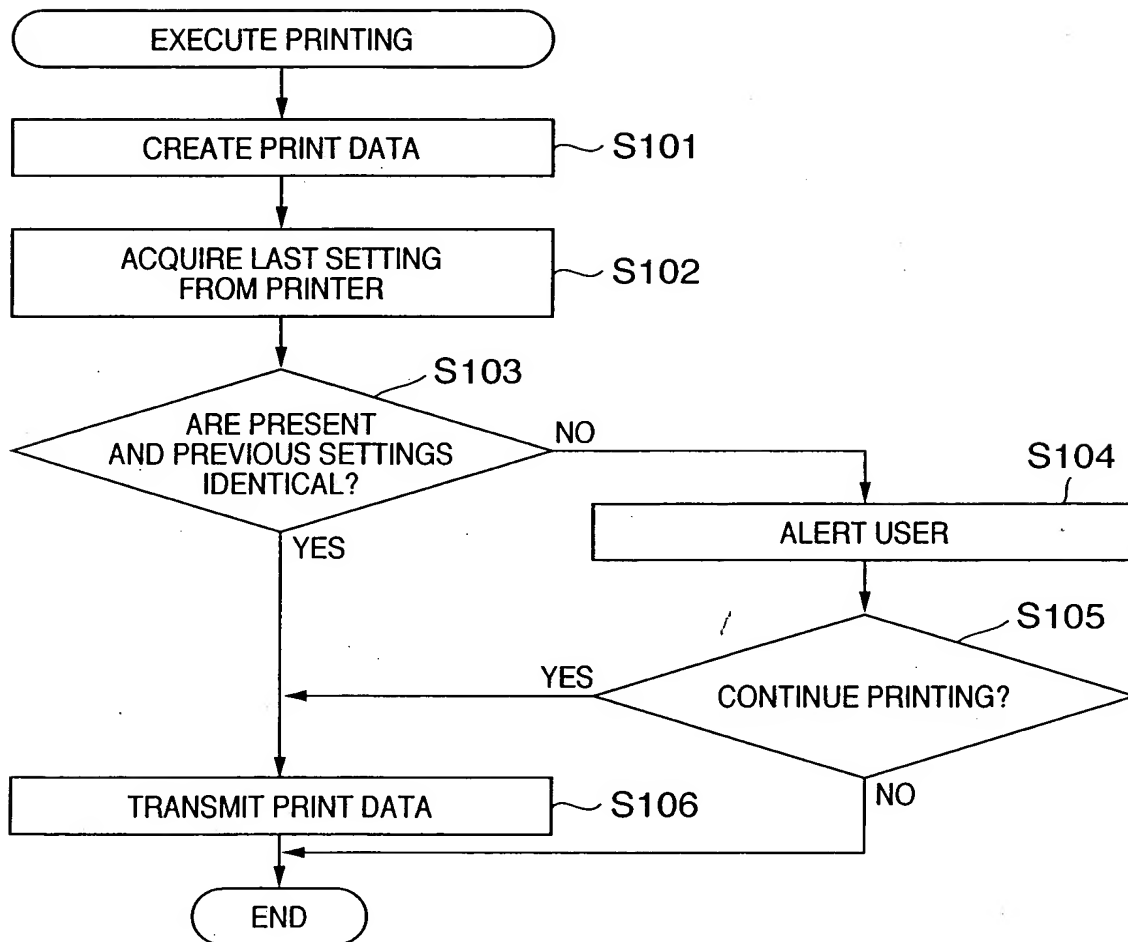 EXECUTE PRINTING
CREATE PRINT DATA
S101
ACQUIRE LAST SETTING
FROM PRINTER
S102
S103
ARE PRESENT
AND PREVIOUS SETTINGS
IDENTICAL?
NO
YES
S104
ALERT USER
S105
CONTINUE PRINTING?
YES
NO
TRANSMIT PRINT DATA
S106
END